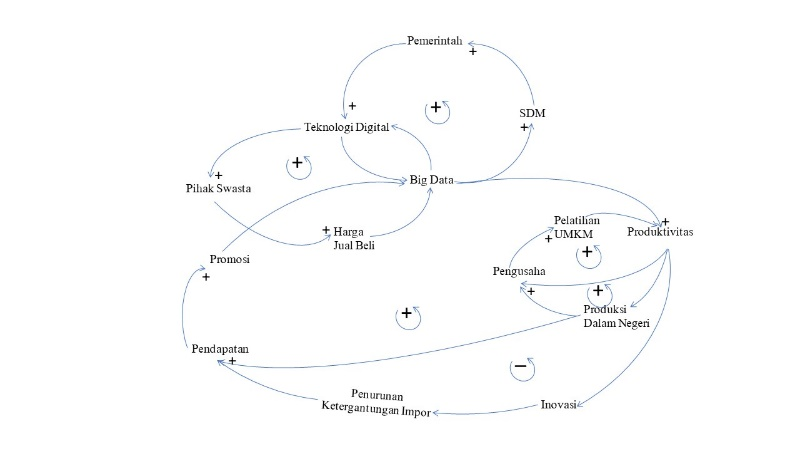 Pemerintah
+
+
+
SDM
+
Teknologi Digital
+
+
Pihak Swasta
Big Data
+ Harga
Jual Beli
Pelatilian
+ UMKM
+
Produktivitas
Promosi
+
+
Pengusaha
+
+
Produksi
Dalam Negeri
+
Pendapatan
+
−
Penurunan
Ketergantungan Impor
Inovasi